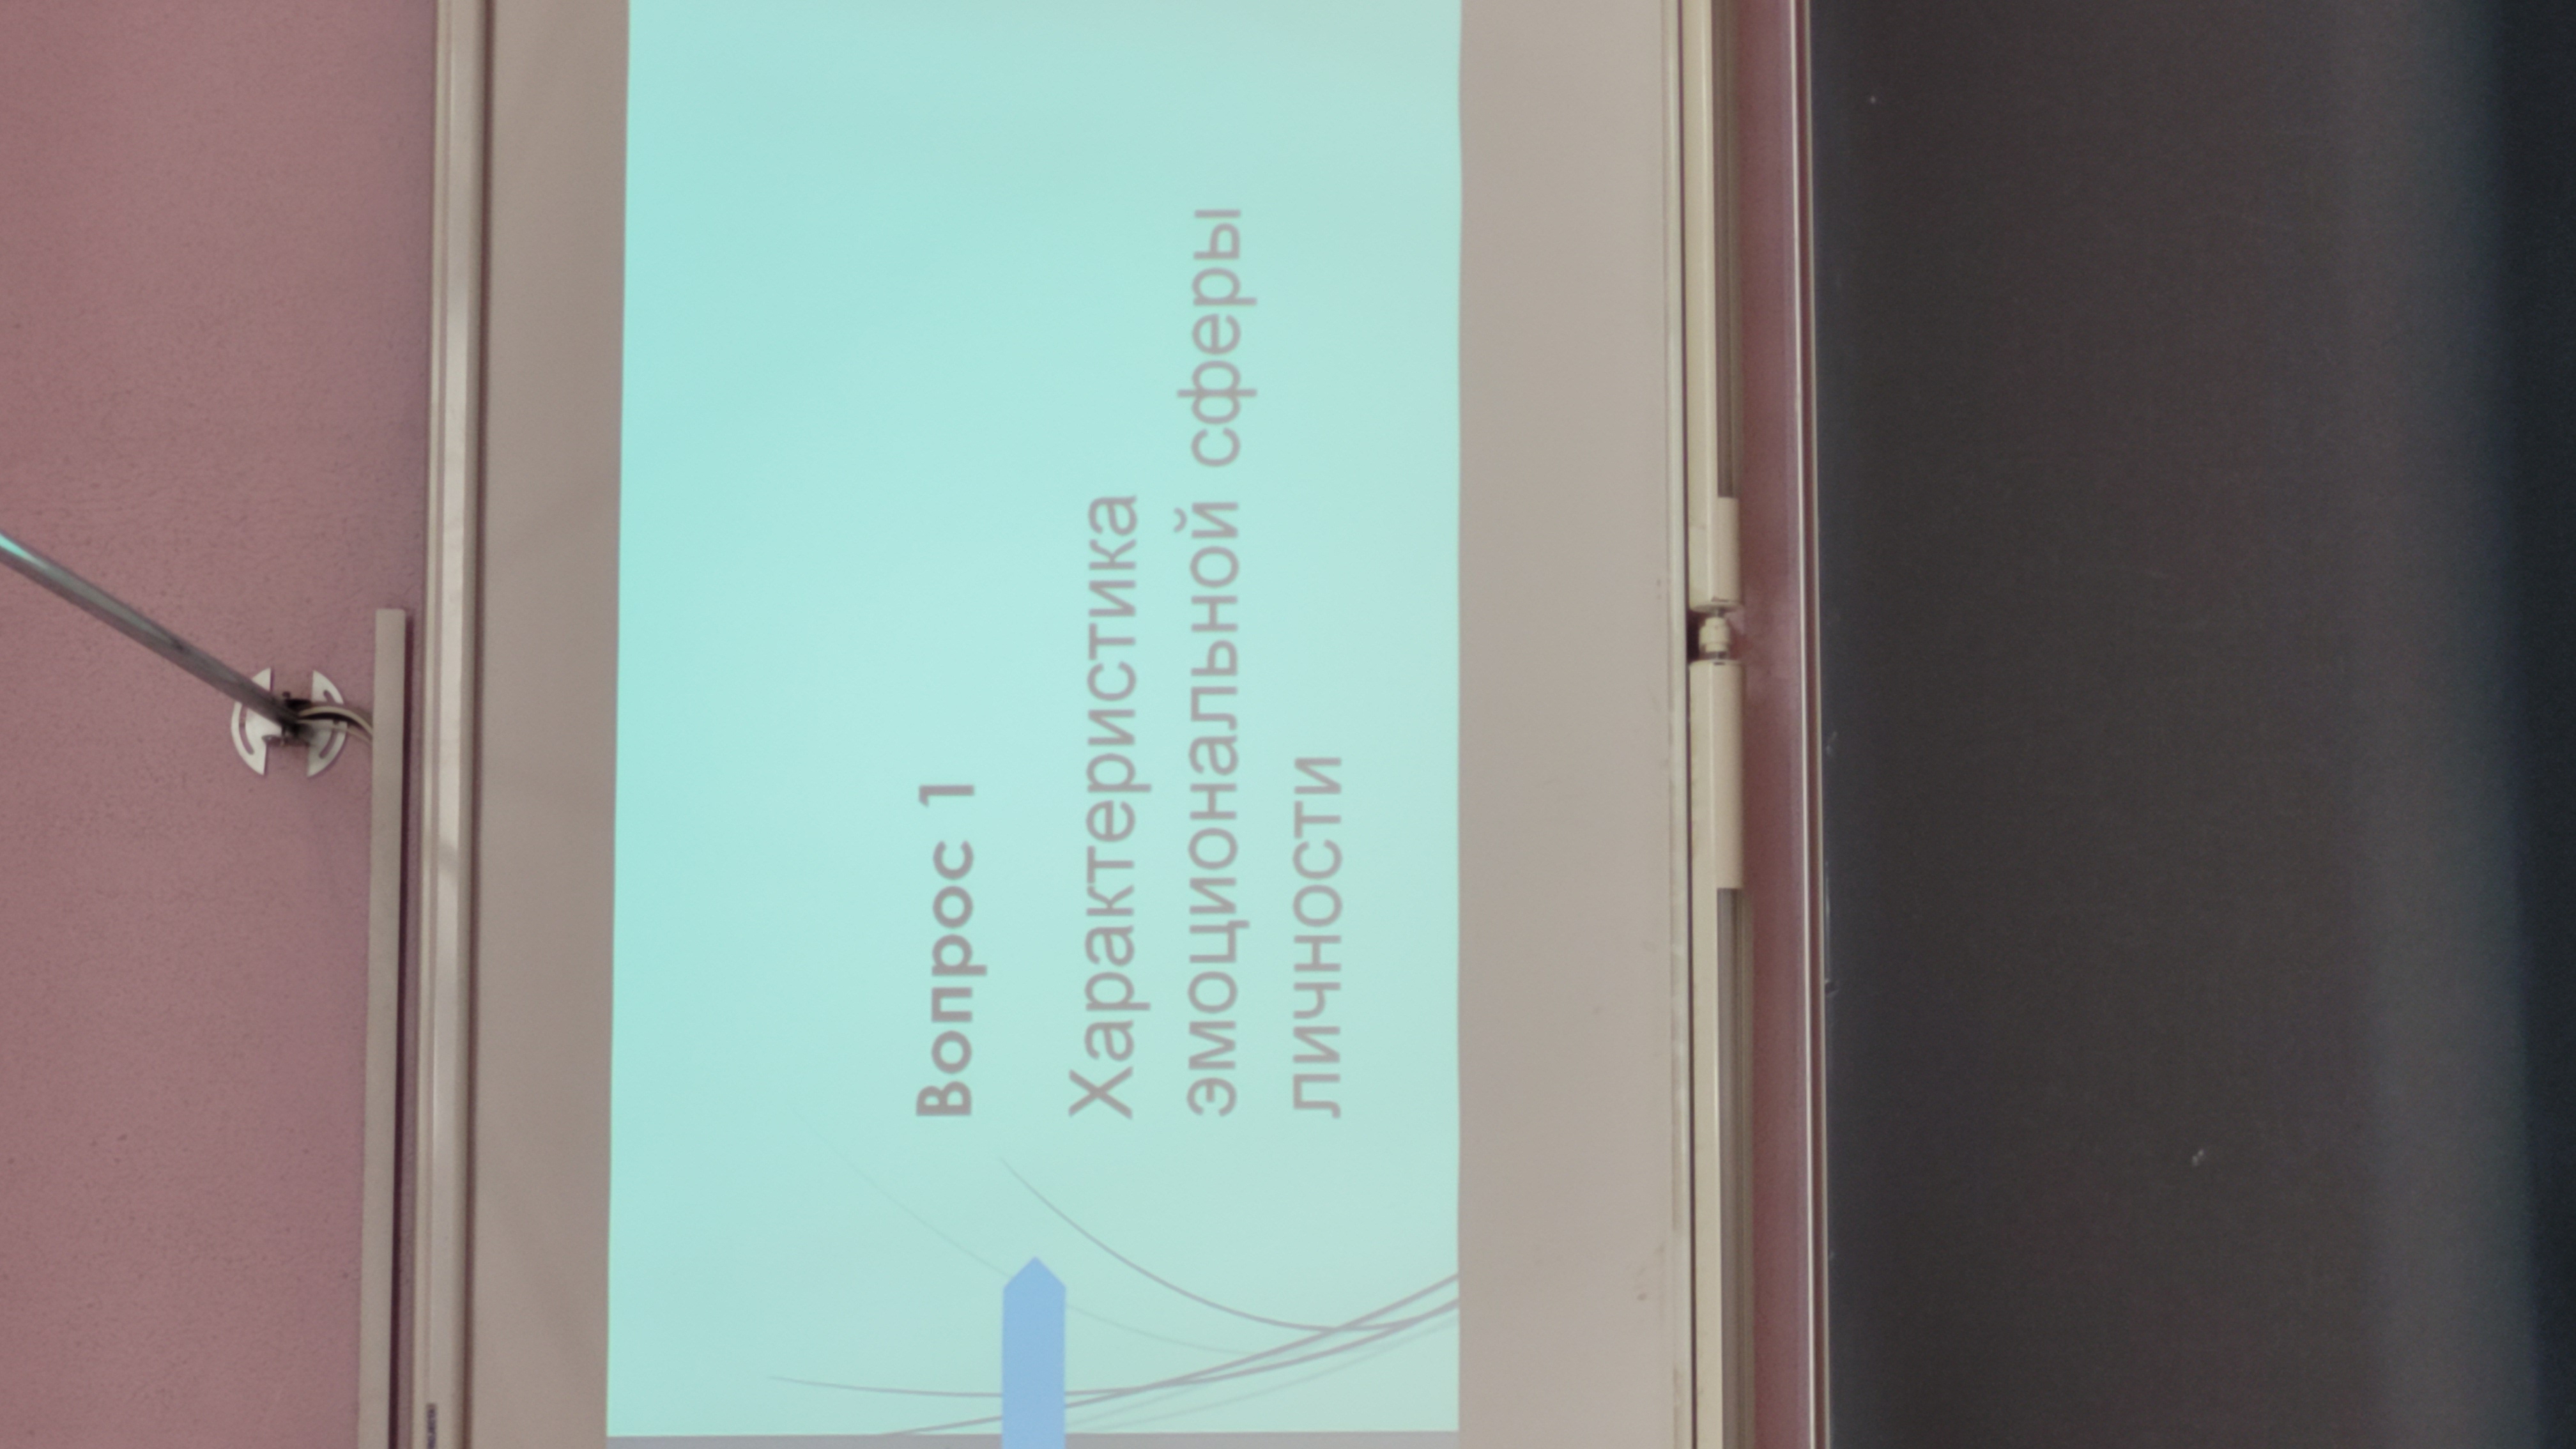 Вопрос 1
Характеристика
эмоциональной сферы
личности